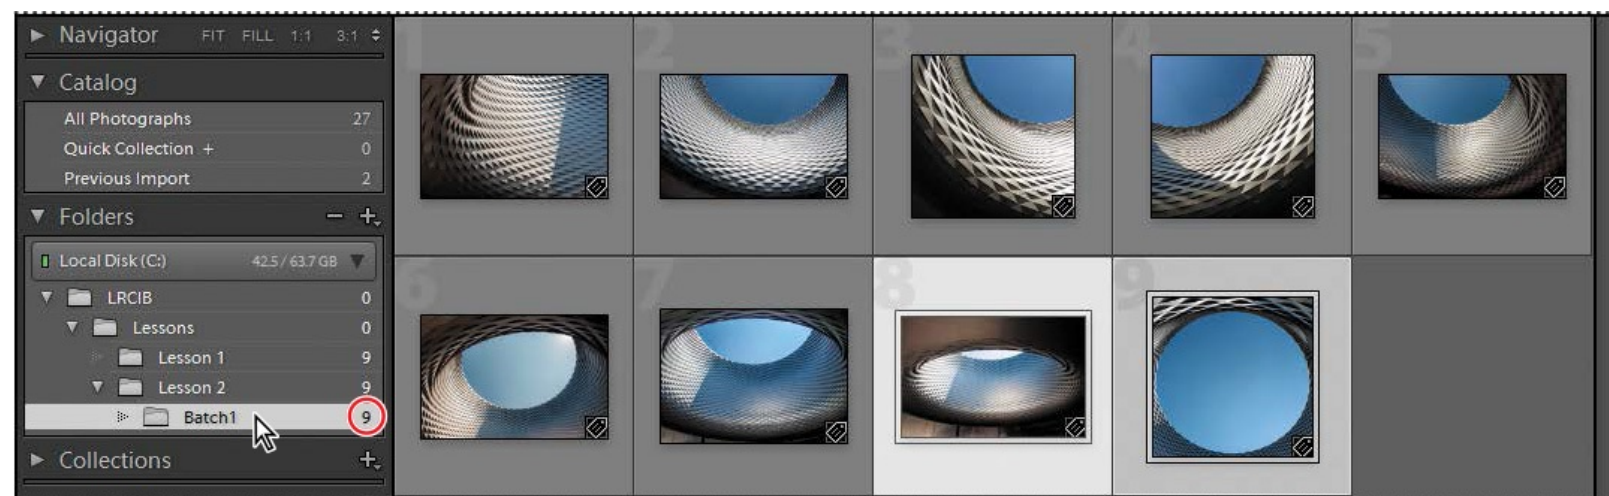 Navigator FIT FILL 1:1 3:1
Catalog
All Photographs 27
Quick Collection + 0
Previous Import 2
Folders − +
Local Disk (C:) 42.5 / 63.7 GB
LRCIB 0
Lessons 0
Lesson 1 9
Lesson 2 9
Batch1 9
Collections +
1 2 3 4 5
6 7 8 9